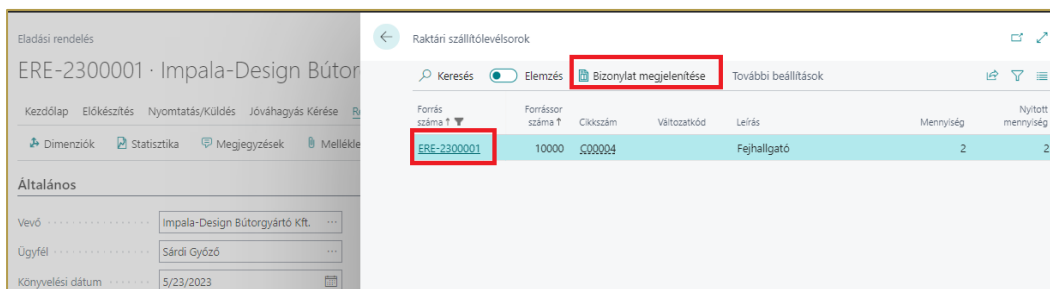 Eladási rendelés
ERE-2300001 · Impala-Design Bútor
Kezdőlap Előkészítés Nyomtatás/Küldés Jóváhagyás Kérése
Dimenziók Statisztika Megjegyzések Mellékle
Általános
Vevő Impala-Design Bútorgyártó Kft.
Ügyfél Sárdi Győző
Könyvelési dátum 5/23/2023
Raktári szállítólevélsorok
Keresés Elemzés Bizonylat megjelenítése További beállítások
Forrás száma ↑ Forrássor száma ↑ Cikkszám Változatkód Leírás Mennyiség Nyitott mennyiség
ERE-2300001 10000 C00004 Fejhallgató 2 2